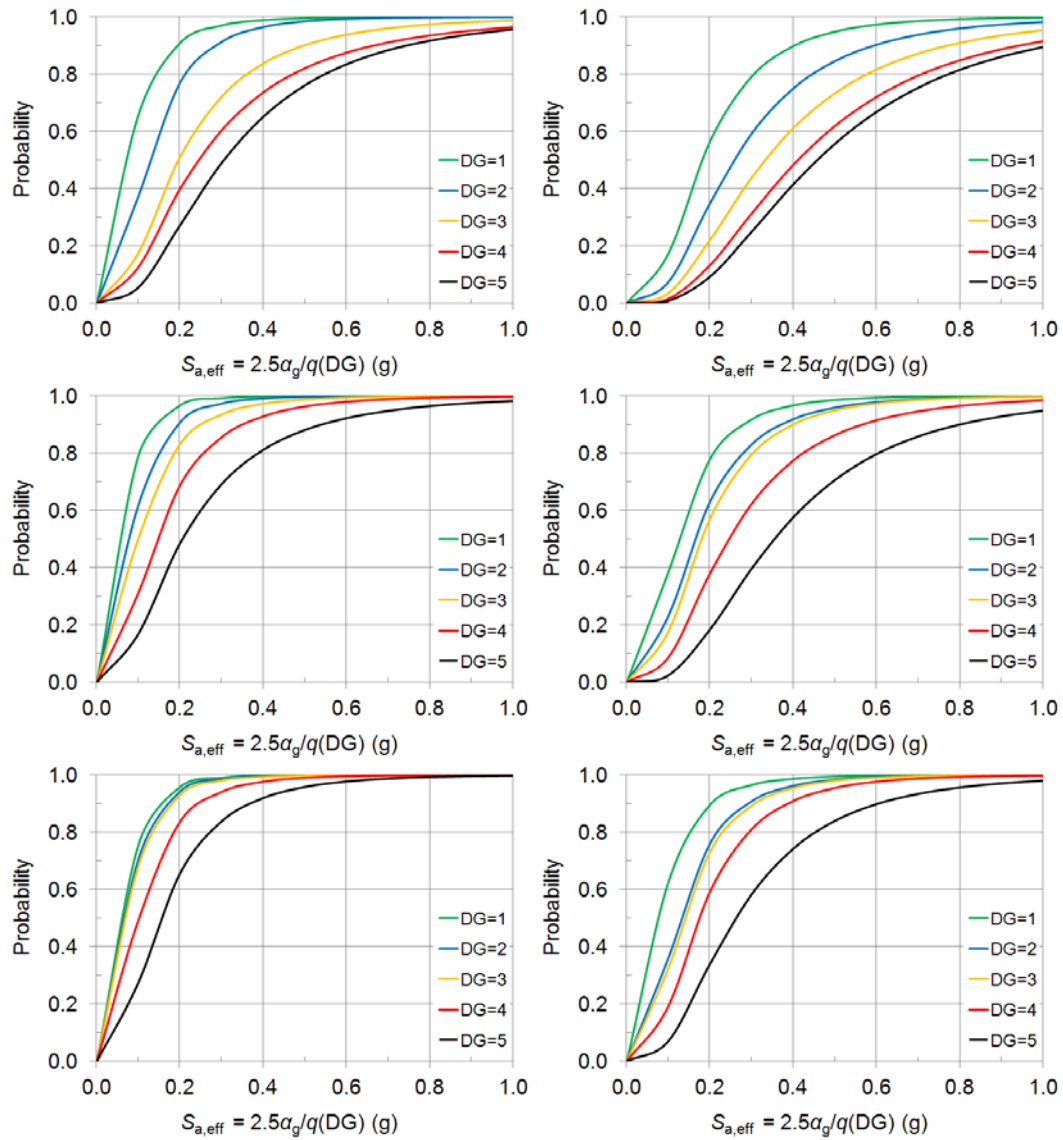 1.0
0.8
0.6
0.4
0.2
0.0
Probability
DG=1
DG=2
DG=3
DG=4
DG=5
0.0 0.2 0.4 0.6 0.8 1.0
Sa,eff = 2.5αg/q(DG) (g)
1.0
0.8
0.6
0.4
0.2
0.0
Probability
DG=1
DG=2
DG=3
DG=4
DG=5
0.0 0.2 0.4 0.6 0.8 1.0
Sa,eff = 2.5αg/q(DG) (g)
1.0
0.8
0.6
0.4
0.2
0.0
Probability
DG=1
DG=2
DG=3
DG=4
DG=5
0.0 0.2 0.4 0.6 0.8 1.0
Sa,eff = 2.5αg/q(DG) (g)
1.0
0.8
0.6
0.4
0.2
0.0
Probability
DG=1
DG=2
DG=3
DG=4
DG=5
0.0 0.2 0.4 0.6 0.8 1.0
Sa,eff = 2.5αg/q(DG) (g)
1.0
0.8
0.6
0.4
0.2
0.0
Probability
DG=1
DG=2
DG=3
DG=4
DG=5
0.0 0.2 0.4 0.6 0.8 1.0
Sa,eff = 2.5αg/q(DG) (g)
1.0
0.8
0.6
0.4
0.2
0.0
Probability
DG=1
DG=2
DG=3
DG=4
DG=5
0.0 0.2 0.4 0.6 0.8 1.0
Sa,eff = 2.5αg/q(DG) (g)